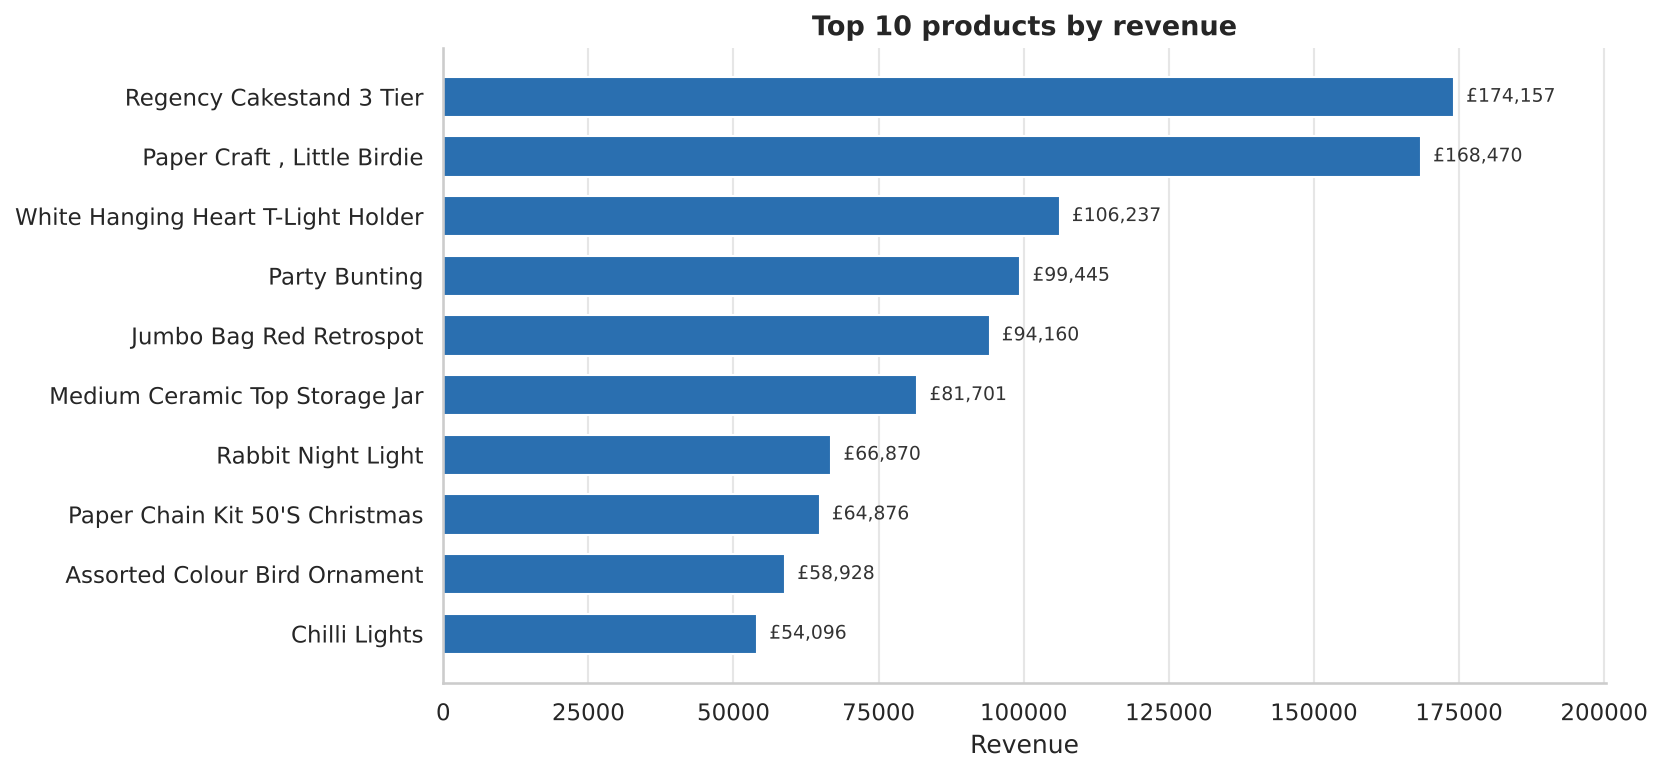 Top 10 products by revenue
Regency Cakestand 3 Tier £174,157
Paper Craft , Little Birdie £168,470
White Hanging Heart T-Light Holder £106,237
Party Bunting £99,445
Jumbo Bag Red Retrospot £94,160
Medium Ceramic Top Storage Jar £81,701
Rabbit Night Light £66,870
Paper Chain Kit 50'S Christmas £64,876
Assorted Colour Bird Ornament £58,928
Chilli Lights £54,096
0 25000 50000 75000 100000 125000 150000 175000 200000
Revenue